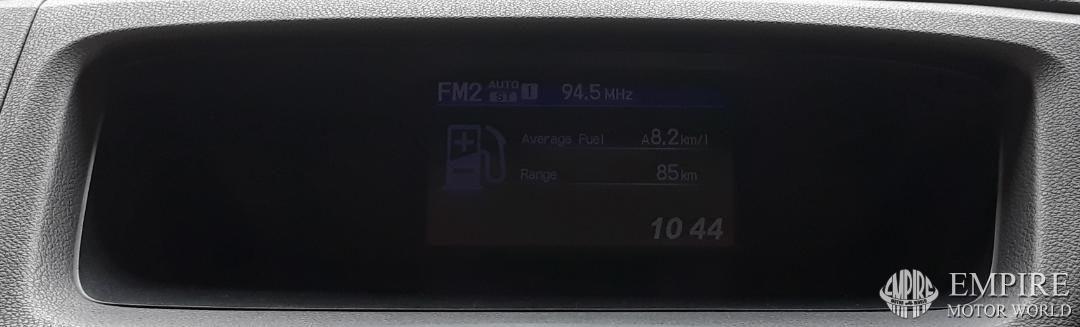 FM2 AUTO ST 1 94.5 MHz
Average Fuel A8.2 km/l
Range 85 km
10 44
EMPIRE EMPIRE
MOTOR WORLD